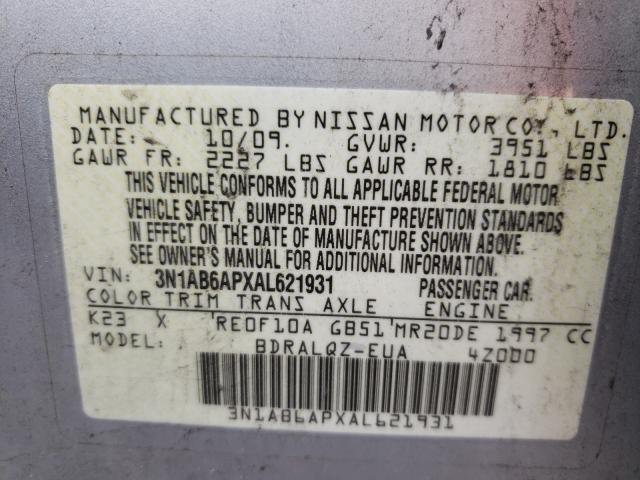 MANUFACTURED BY NISSAN MOTOR CO., LTD.
DATE: 10/09. GVWR: 3951 LBS
GAWR FR: 2227 LBS GAWR RR: 1810 LBS
THIS VEHICLE CONFORMS TO ALL APPLICABLE FEDERAL MOTOR
VEHICLE SAFETY, BUMPER AND THEFT PREVENTION STANDARDS
IN EFFECT ON THE DATE OF MANUFACTURE SHOWN ABOVE.
SEE OWNER'S MANUAL FOR ADDITIONAL INFORMATION.
VIN: 3N1AB6APXAL621931 PASSENGER CAR.
COLOR TRIM TRANS AXLE ENGINE
K23 X RE0F10A GB51 MR20DE 1997 CC
BDRALQZ-EUA 4Z000
3N1AB6APXAL621931